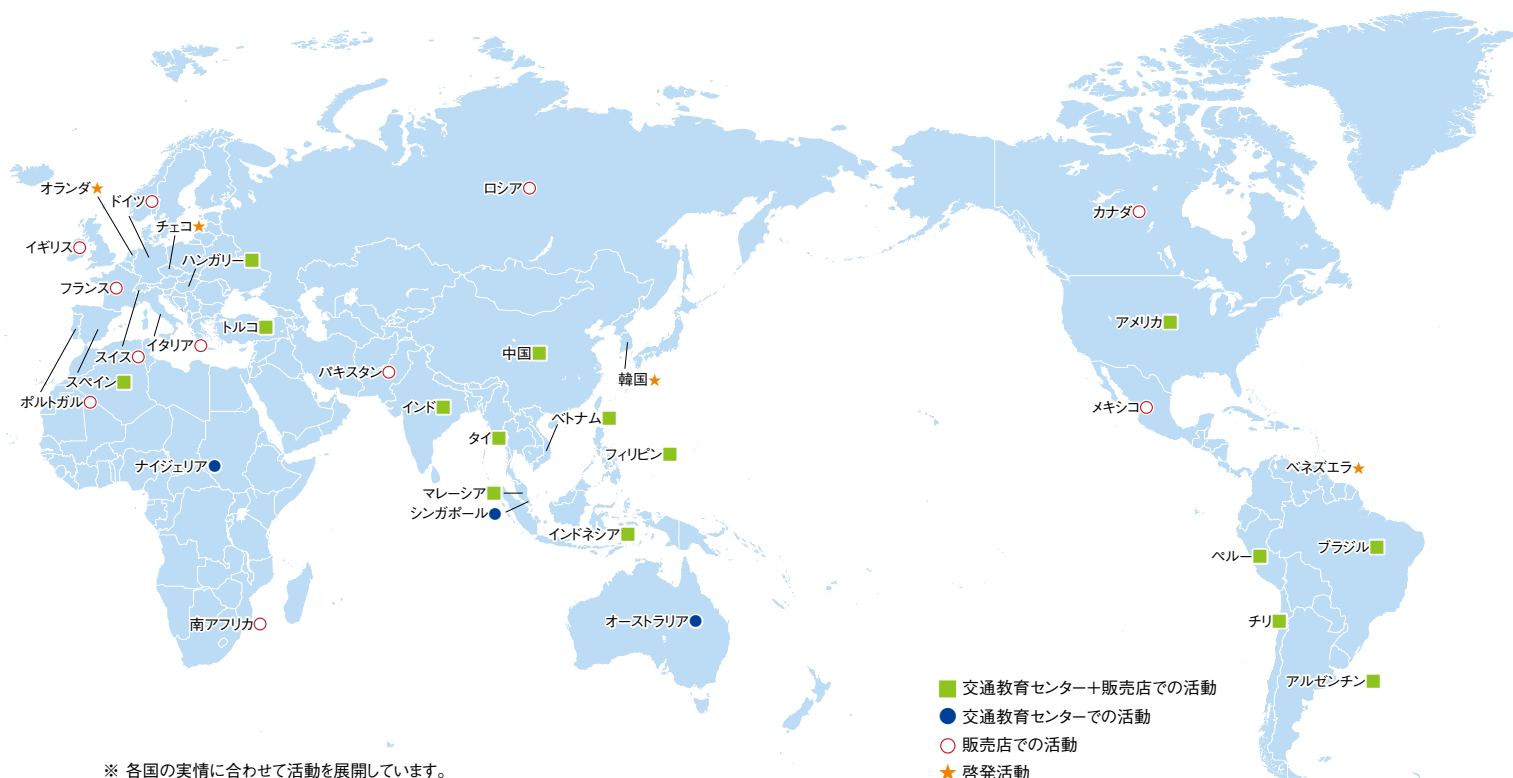 オランダ★
ドイツ○
ロシア○
カナダ○
チェコ★
イギリス○
ハンガリー■
フランス○
トルコ■
アメリカ■
イタリア○
スイス○
中国■
パキスタン○
韓国★
スペイン■
ポルトガル○
インド■
メキシコ○
ベトナム■
タイ■
フィリピン■
ナイジェリア●
ベネズエラ★
マレーシア■
シンガポール●
インドネシア■
ブラジル■
ペルー■
南アフリカ○
オーストラリア●
チリ■
アルゼンチン■
■ 交通教育センター＋販売店での活動
● 交通教育センターでの活動
○ 販売店での活動
★ 啓発活動
※ 各国の実情に合わせて活動を展開しています。